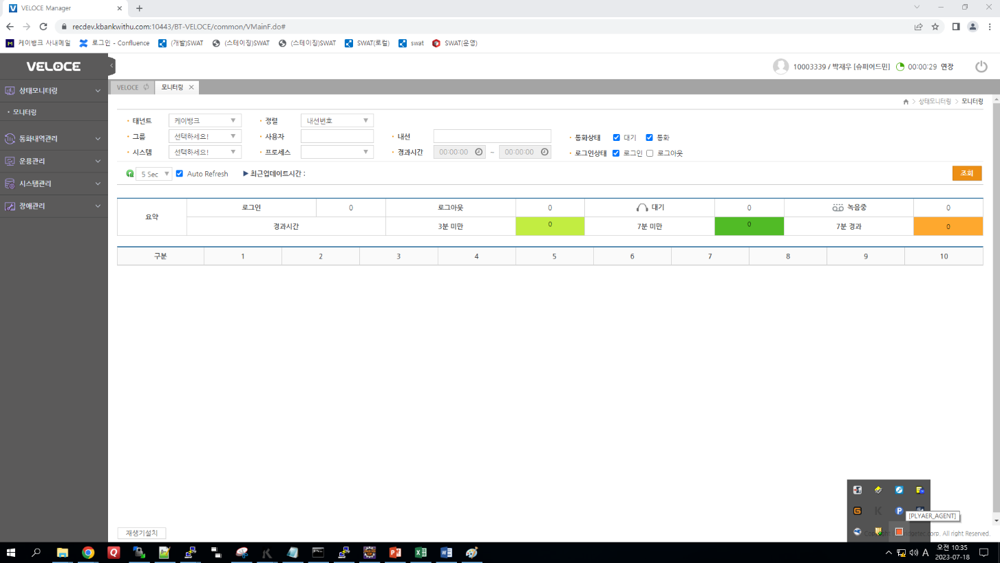 VELOCE Manager
recdev.kbankwithu.com:10443/BT-VELOCE/common/VMainF.do#
케이뱅크 사내메일 로그인 - Confluence (개발)SWAT (스테이징)SWAT (스테이징)SWAT SWAT(로컬) swat SWAT(운영)
VELOCE
10003339 / 박재우 [슈퍼어드민] 00:00:29 연장
상태모니터링
모니터링
통화내역관리
운용관리
시스템관리
장애관리
VELOCE 모니터링
상태모니터링 > 모니터링
태넌트 케이뱅크 정렬 내선번호
그룹 선택하세요! 사용자 내선 통화상태 대기 통화
시스템 선택하세요! 프로세스 경과시간 00:00:00 ~ 00:00:00 로그인상태 로그인 로그아웃
5 Sec Auto Refresh ▶최근업데이트시간 : 조회
요약 로그인 0 로그아웃 0 대기 0 녹음중 0
경과시간 3분 미만 0 7분 미만 0 7분 경과 0
구분 1 2 3 4 5 6 7 8 9 10
[PLYAER_AGENT]
재생기설치
corp. All right Reserved.
A 오전 10:35
2023-07-18